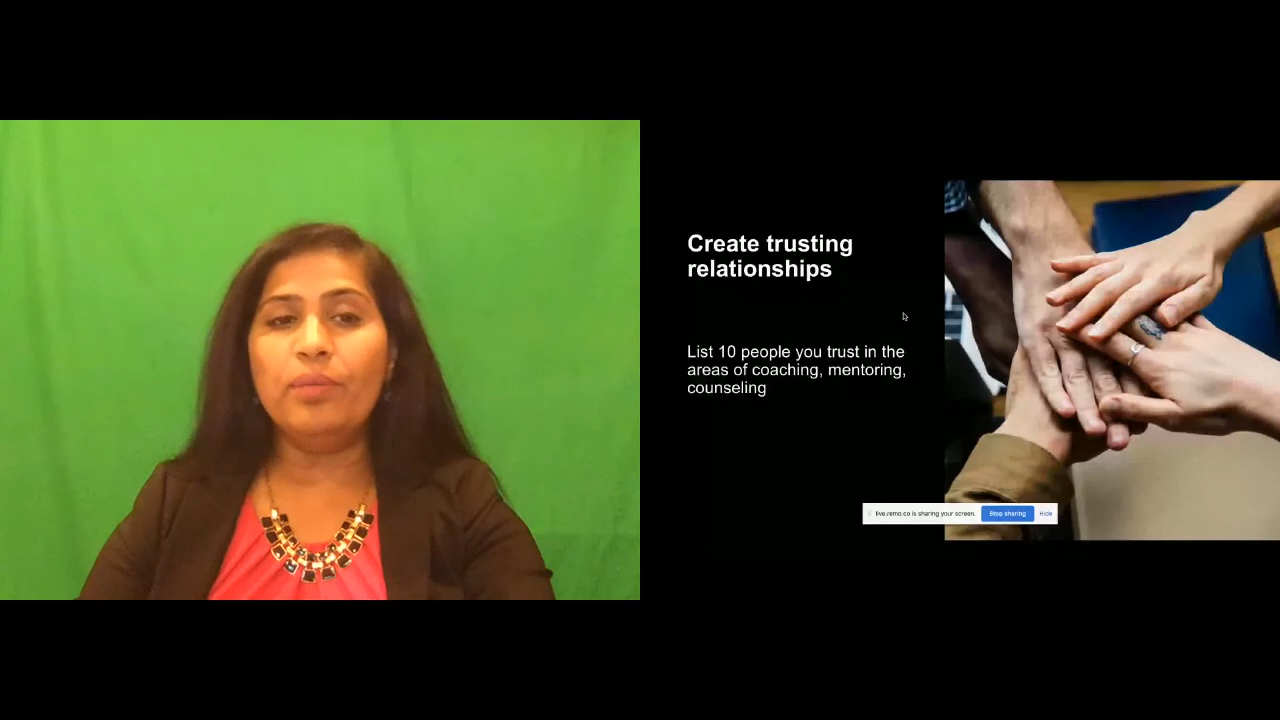 Create trusting
relationships
List 10 people you trust in the
areas of coaching, mentoring,
counseling
live.remo.co is sharing your screen.
Stop sharing
Hide